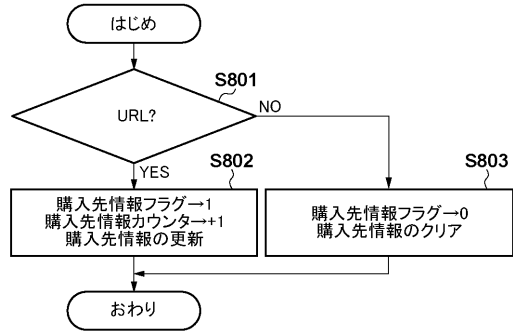 はじめ
S801
URL?
NO
YES
S802
購入先情報フラグ→1
購入先情報カウンタ→+1
購入先情報の更新
S803
購入先情報フラグ→0
購入先情報のクリア
おわり